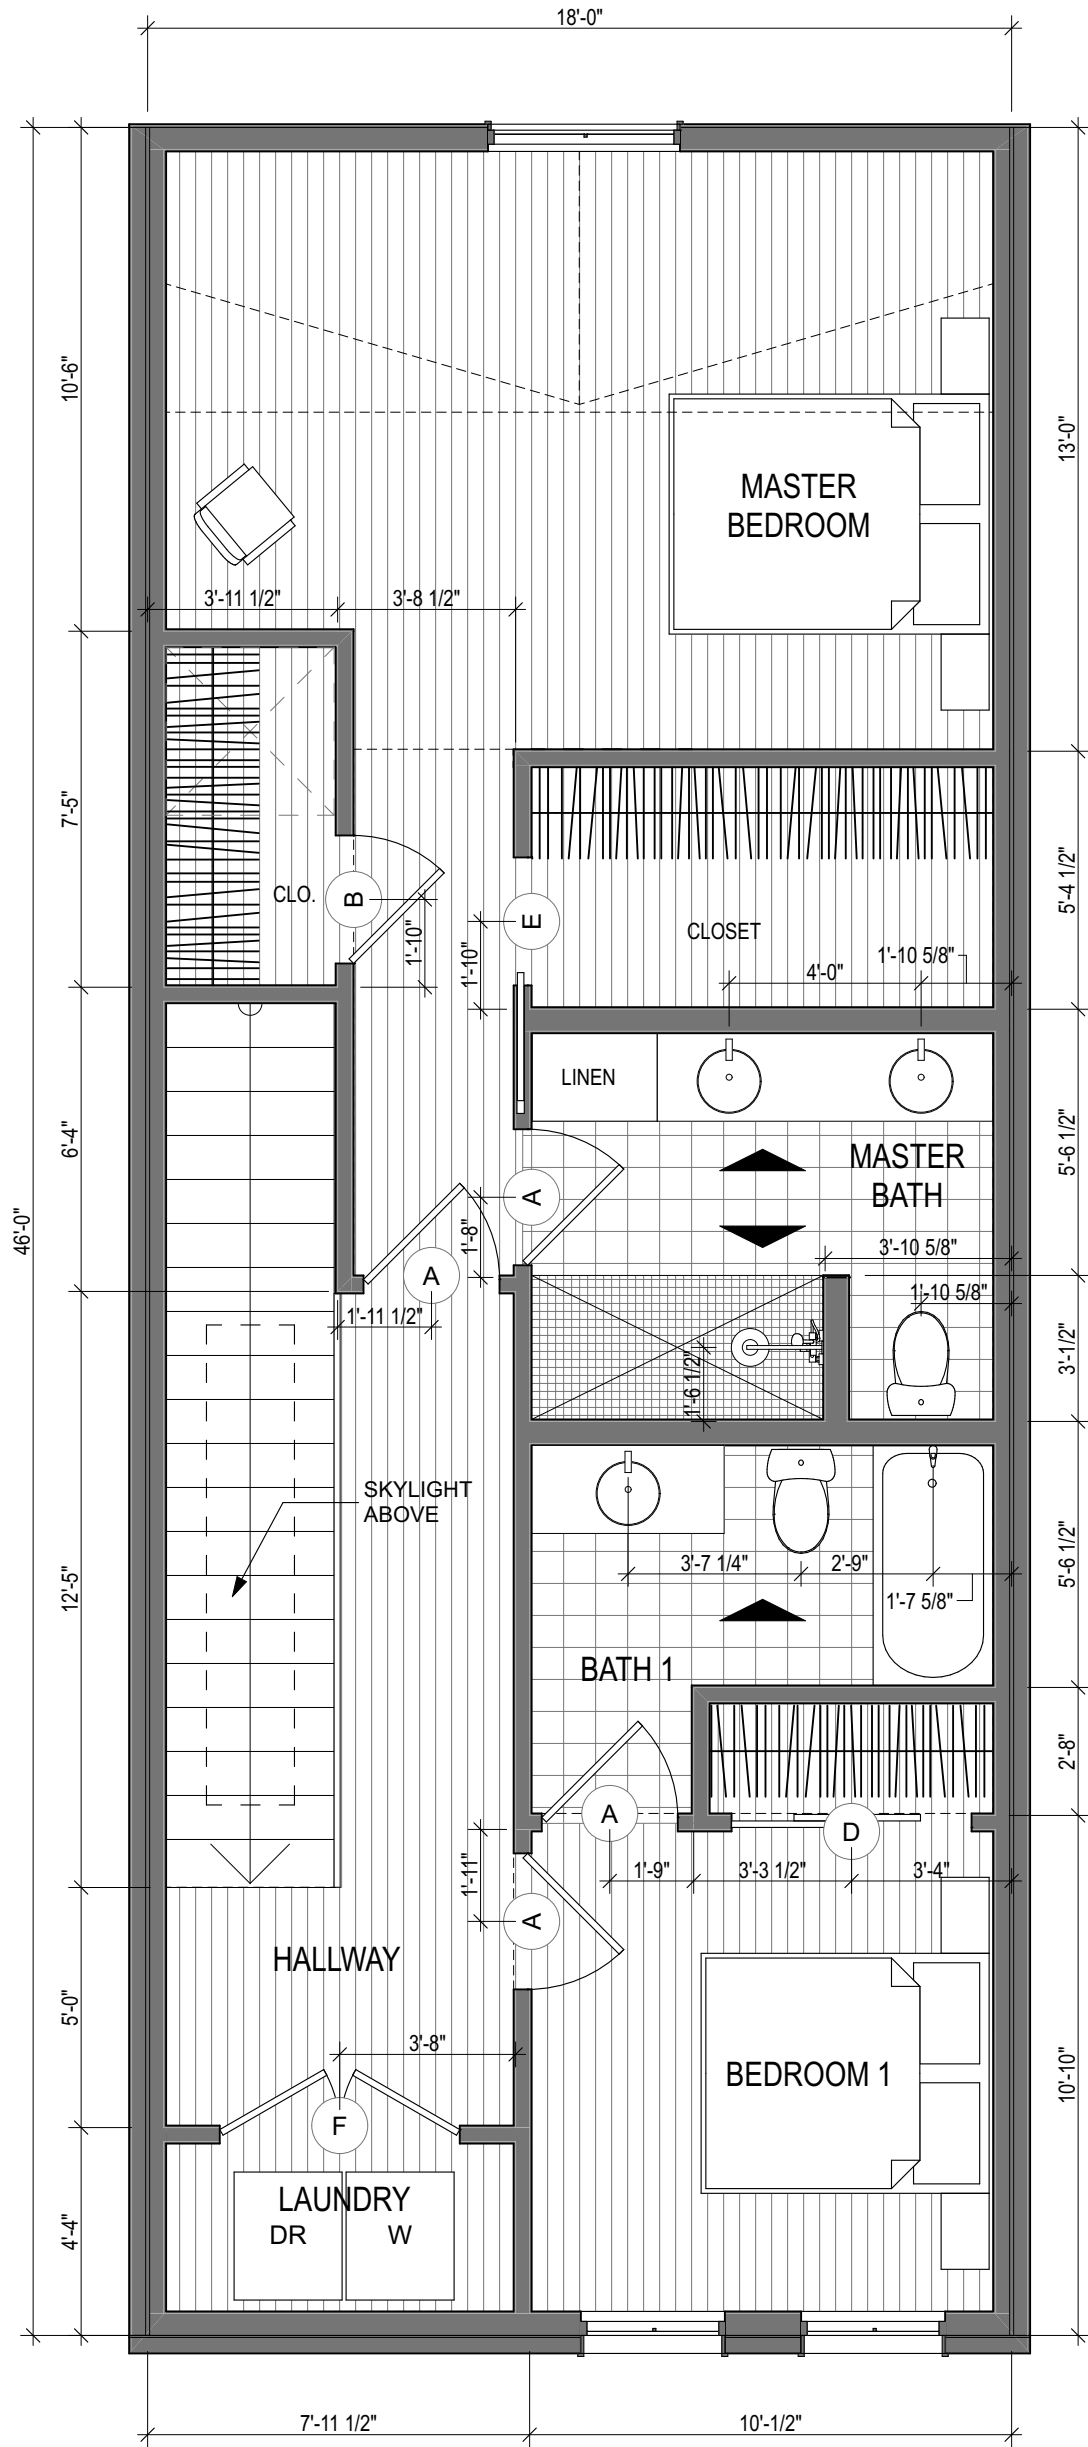 18'-0"
10'-6"
13'-0"
MASTER
BEDROOM
3'-11 1/2"
3'-8 1/2"
7'-5"
CLO.
B
1'-10"
1'-10"
E
CLOSET
5'-4 1/2"
4'-0"
1'-10 5/8"
LINEN
6'-4"
46'-0"
A
1'-8"
A
MASTER
BATH
5'-6 1/2"
3'-10 5/8"
1'-10 5/8"
1'-11 1/2"
1'-6 1/2"
3'-1/2"
SKYLIGHT
ABOVE
12'-5"
3'-7 1/4"
2'-9"
1'-7 5/8"
5'-6 1/2"
BATH 1
2'-8"
A
D
1'-11"
1'-9"
3'-3 1/2"
3'-4"
A
HALLWAY
5'-0"
3'-8"
BEDROOM 1
10'-10"
F
LAUNDRY
DR
W
4'-4"
7'-11 1/2"
10'-1/2"